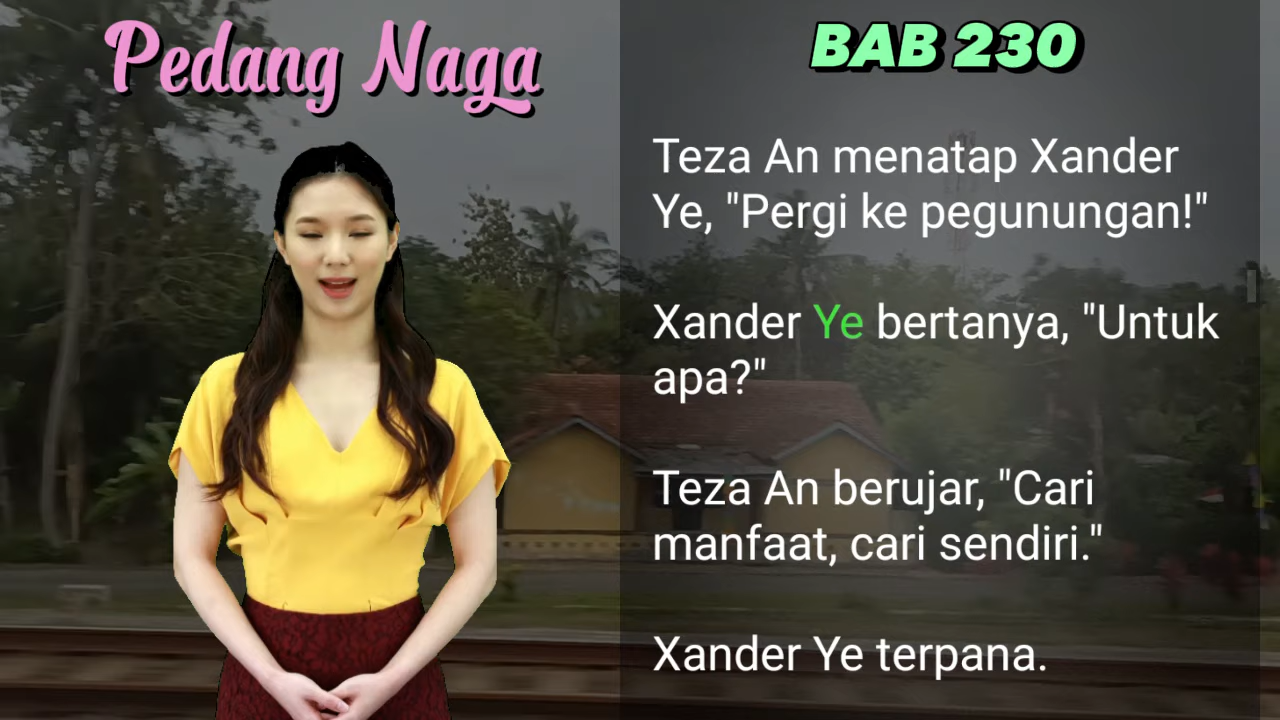 Pedang Naga
BAB 230
Teza An menatap Xander
Ye, "Pergi ke pegunungan!"
Xander Ye bertanya, "Untuk
apa?"
Teza An berujar, "Cari
manfaat, cari sendiri."
Xander Ye terpana.